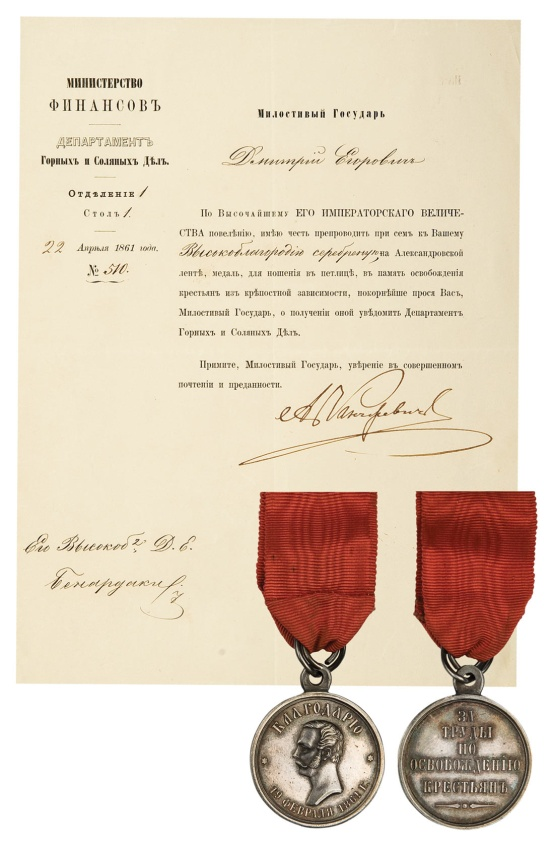 МИНИСТЕРСТВО
ФИНАНСОВЪ
ДЕПАРТАМЕНТЪ
Горныхъ и Соляныхъ Дѣлъ.
Отдѣленіе 1
Столъ 1.
22 Апрѣля 1861 года.
№ 510.
Милостивый Государь
Дмитрій Егоровичъ
По Высочайшему ЕГО ИМПЕРАТОРСКАГО ВЕЛИЧЕ-
СТВА повелѣнію, имѣю честь препроводить при семъ къ Вашему
Высокоблагородію серебряную на Александровской
лентѣ, медаль, для ношенія въ петлицѣ, въ память освобожденія
крестьянъ изъ крѣпостной зависимости, покорнѣйше прося Васъ,
Милостивый Государь, о полученіи оной увѣдомить Департаментъ
Горныхъ и Соляныхъ Дѣлъ.
Примите, Милостивый Государь, увѣреніе въ совершенномъ
почтеніи и преданности.
Его Высокоб. Д. Е.
Бенардаки
БЛАГОДАРЮ
19 ФЕВРАЛЯ 1861 Г.
ЗА
ТРУДЫ
ПО
ОСВОБОЖДЕНІЮ
КРЕСТЬЯНЪ